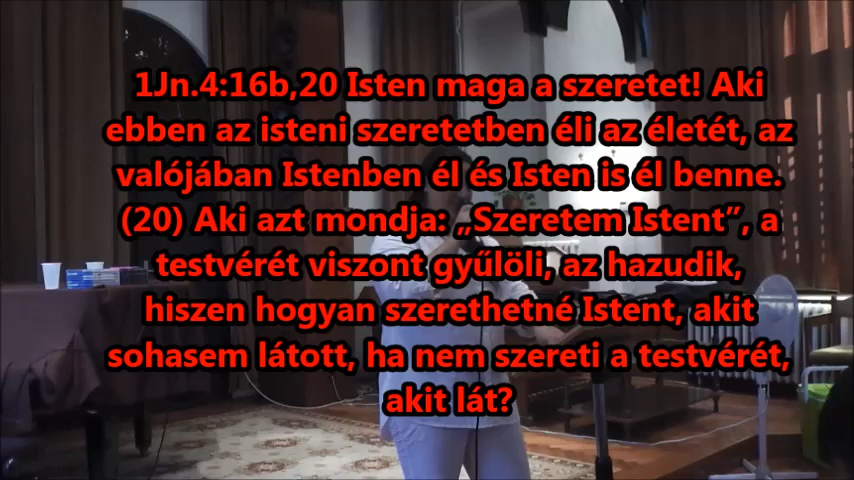 1Jn.4:16b,20 Isten maga a szeretet! Aki
ebben az isteni szeretetben éli az életét, az
valójában Istenben él és Isten is él benne.
(20) Aki azt mondja: „Szeretem Istent”, a
testvérét viszont gyűlöli, az hazudik,
hiszen hogyan szerethetné Istent, akit
sohasem látott, ha nem szereti a testvérét,
akit lát?